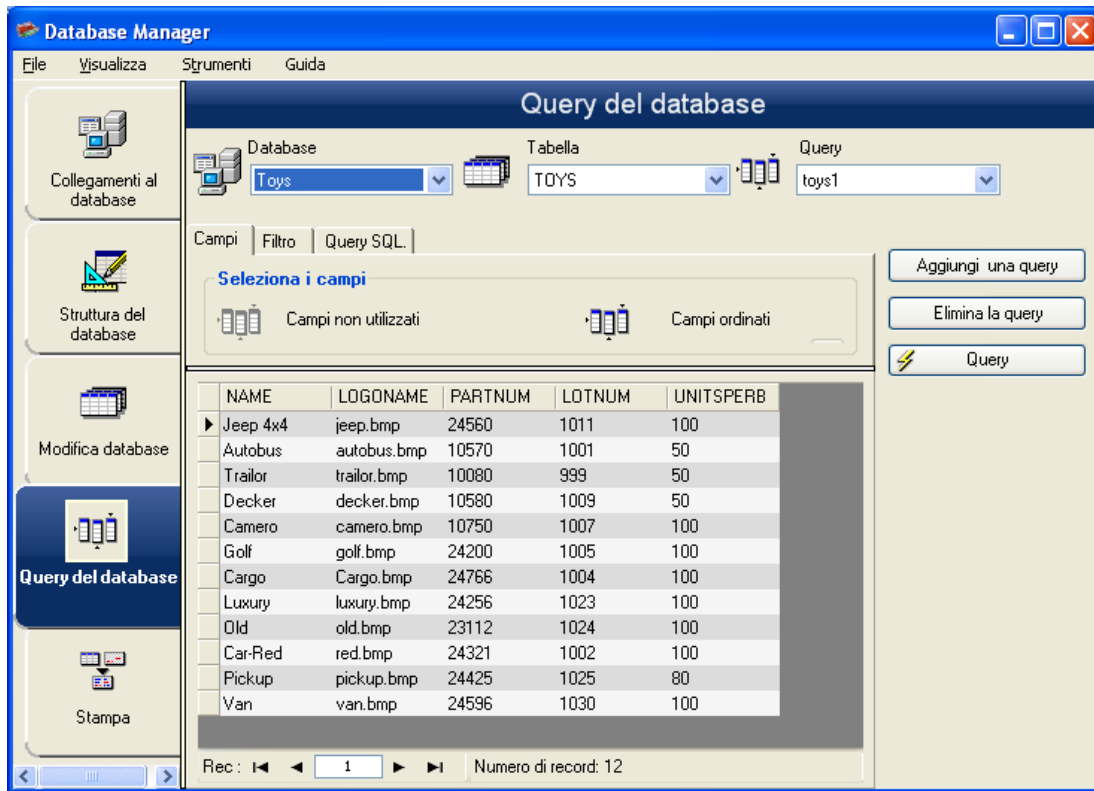 Database Manager
File Visualizza Strumenti Guida
Query del database
Database Tabella Query
Toys TOYS toys1
Collegamenti al
database
Struttura del
database
Modifica database
Query del database
Stampa
Campi Filtro Query SQL.
Seleziona i campi
Campi non utilizzati Campi ordinati
Aggiungi una query
Elimina la query
Query
NAME LOGONAME PARTNUM LOTNUM UNITSPERB
Jeep 4x4 jeep.bmp 24560 1011 100
Autobus autobus.bmp 10570 1001 50
Trailor trailor.bmp 10080 999 50
Decker decker.bmp 10580 1009 50
Camero camero.bmp 10750 1007 100
Golf golf.bmp 24200 1005 100
Cargo Cargo.bmp 24766 1004 100
Luxury luxury.bmp 24256 1023 100
Old old.bmp 23112 1024 100
Car-Red red.bmp 24321 1002 100
Pickup pickup.bmp 24425 1025 80
Van van.bmp 24596 1030 100
Rec : 1 Numero di record: 12